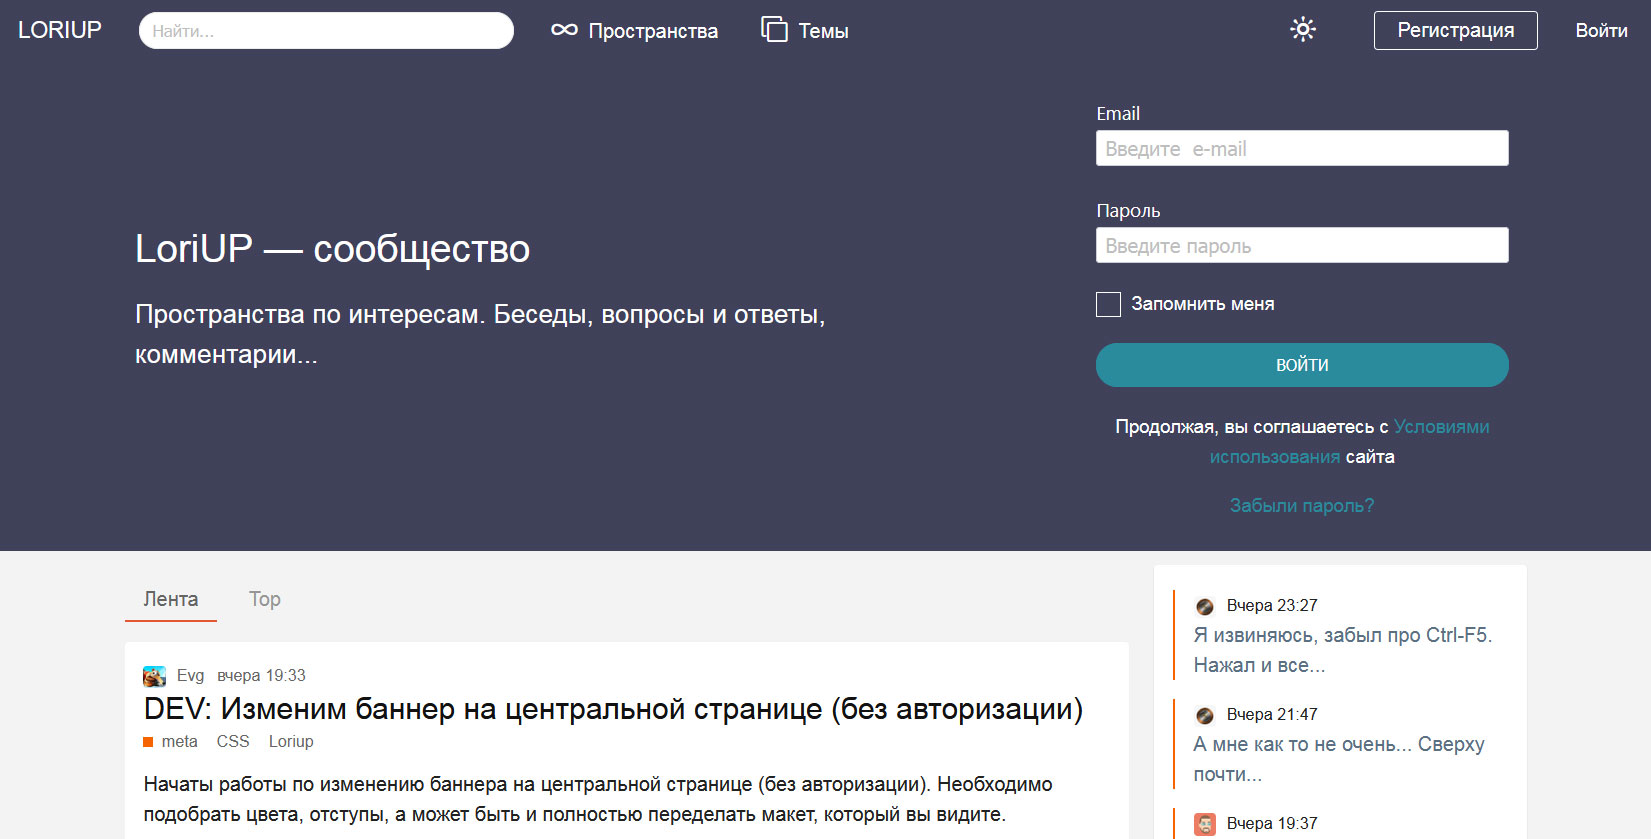 LORIUP
Найти...
Пространства
Темы
Регистрация
Войти
LoriUP — сообщество
Пространства по интересам. Беседы, вопросы и ответы,
комментарии...
Email
Введите e-mail
Пароль
Введите пароль
Запомнить меня
ВОЙТИ
Продолжая, вы соглашаетесь с Условиями
использования сайта
Забыли пароль?
Лента
Top
Evg вчера 19:33
DEV: Изменим баннер на центральной странице (без авторизации)
meta CSS Loriup
Начаты работы по изменению баннера на центральной странице (без авторизации). Необходимо
подобрать цвета, отступы, а может быть и полностью переделать макет, который вы видите.
Вчера 23:27
Я извиняюсь, забыл про Ctrl-F5.
Нажал и все...
Вчера 21:47
А мне как то не очень... Сверху
почти...
Вчера 19:37